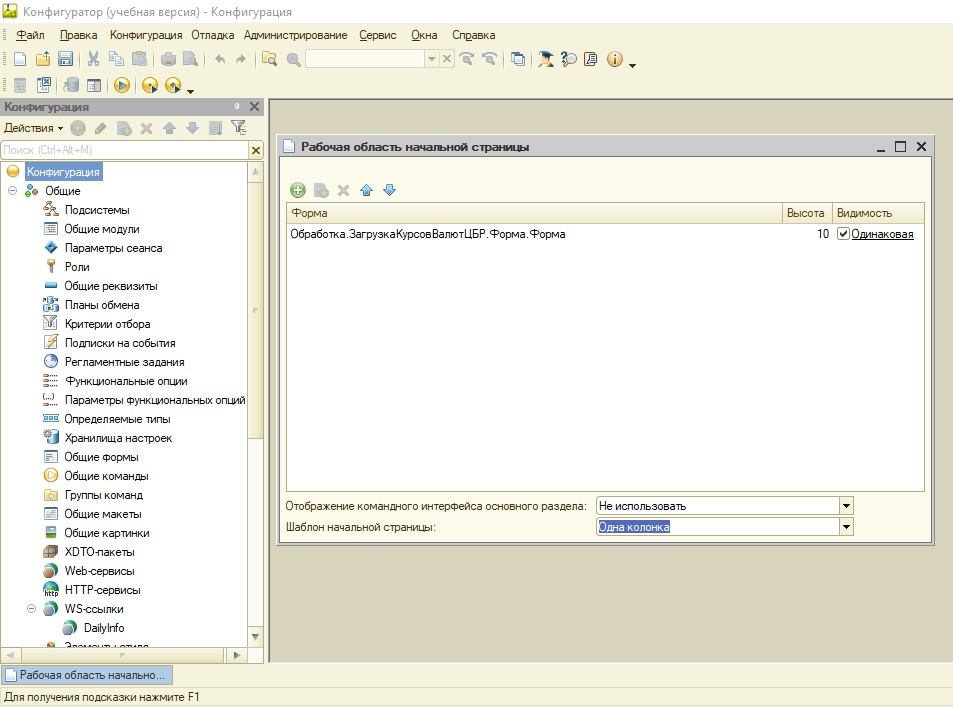 Конфигуратор (учебная версия) - Конфигурация
Файл Правка Конфигурация Отладка Администрирование Сервис Окна Справка
Конфигурация
Действия
Поиск (Ctrl+Alt+M)
Конфигурация
Общие
Подсистемы
Общие модули
Параметры сеанса
Роли
Общие реквизиты
Планы обмена
Критерии отбора
Подписки на события
Регламентные задания
Функциональные опции
Параметры функциональных опций
Определяемые типы
Хранилища настроек
Общие формы
Общие команды
Группы команд
Общие макеты
Общие картинки
XDTO-пакеты
Web-сервисы
HTTP-сервисы
WS-ссылки
DailyInfo
Элементы стиля
Рабочая область начальной страницы
Форма Высота Видимость
Обработка.ЗагрузкаКурсовВалютЦБР.Форма.Форма 10 Одинаковая
Отображение командного интерфейса основного раздела: Не использовать
Шаблон начальной страницы: Одна колонка
Рабочая область начально...
Для получения подсказки нажмите F1